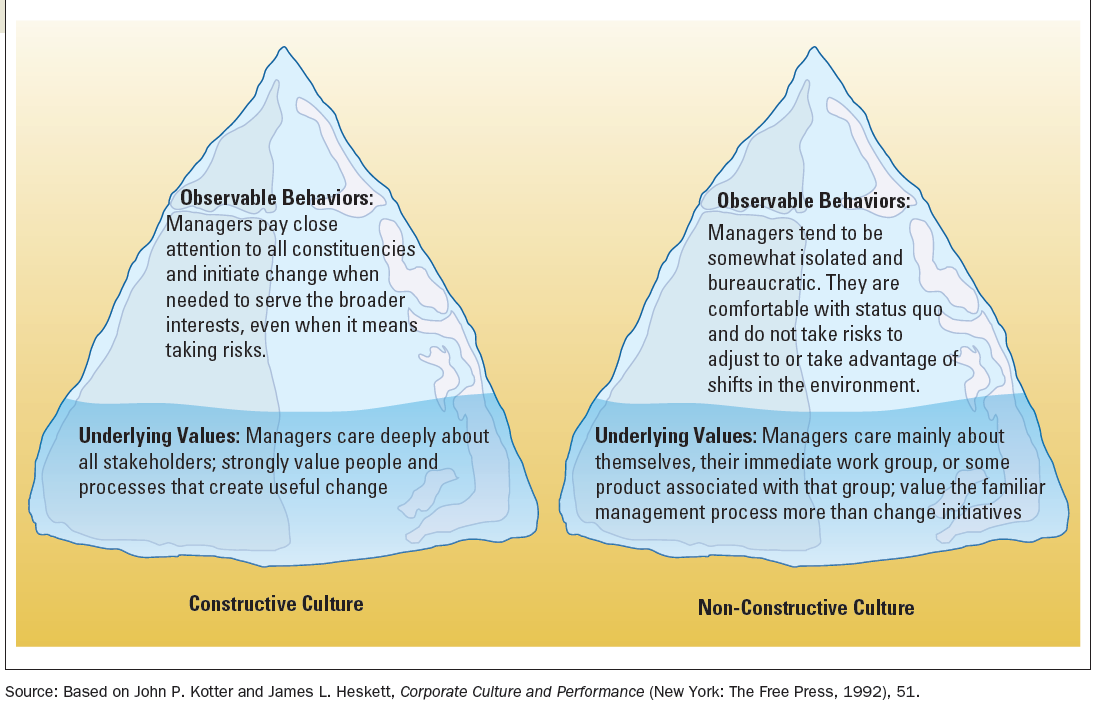 Observable Behaviors:
Managers pay close
attention to all constituencies
and initiate change when
needed to serve the broader
interests, even when it means
taking risks.
Underlying Values: Managers care deeply about
all stakeholders; strongly value people and
processes that create useful change
Constructive Culture
Observable Behaviors:
Managers tend to be
somewhat isolated and
bureaucratic. They are
comfortable with status quo
and do not take risks to
adjust to or take advantage of
shifts in the environment.
Underlying Values: Managers care mainly about
themselves, their immediate work group, or some
product associated with that group; value the familiar
management process more than change initiatives
Non-Constructive Culture
Source: Based on John P. Kotter and James L. Heskett, Corporate Culture and Performance (New York: The Free Press, 1992), 51.